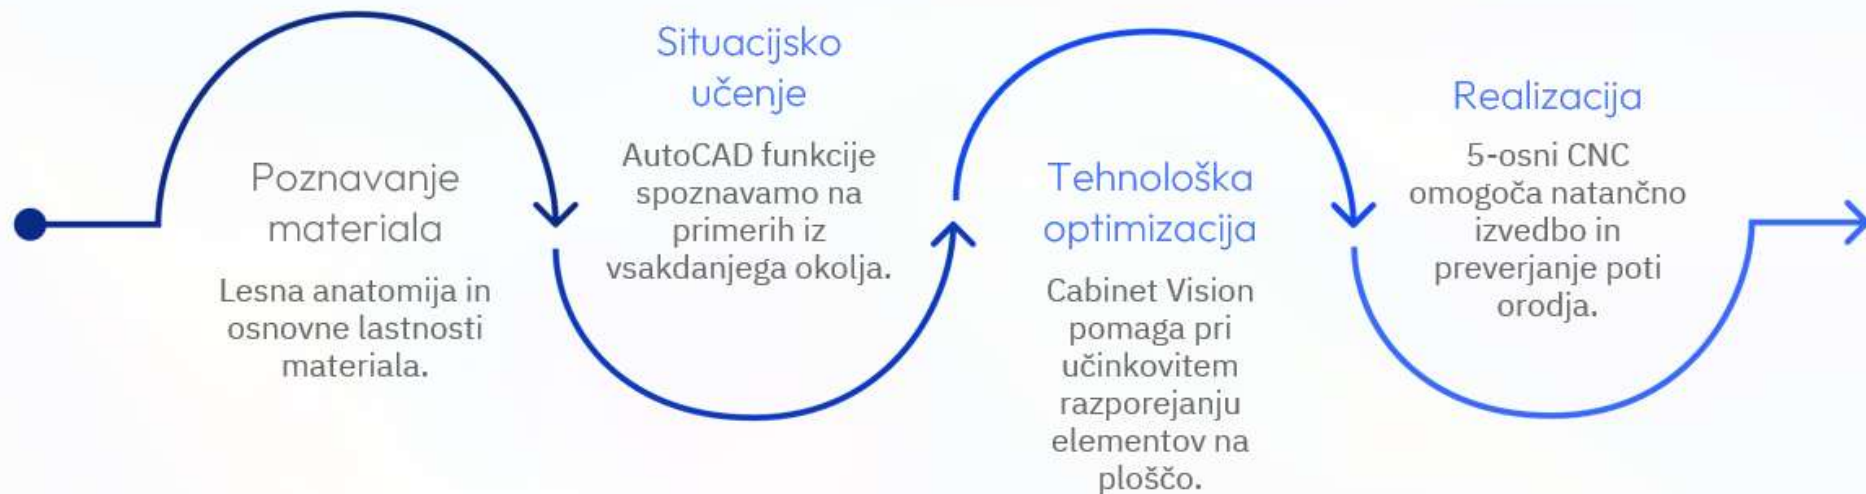 Poznavanje
materiala
Lesna anatomija in
osnovne lastnosti
materiala.
Situacijsko
učenje
AutoCAD funkcije
spoznavamo na
primerih iz
vsakdanjega okolja.
Tehnološka
optimizacija
Cabinet Vision
pomaga pri
učinkovitem
razporejanju
elementov na
ploščo.
Realizacija
5-osni CNC
omogoča natančno
izvedbo in
preverjanje poti
orodja.